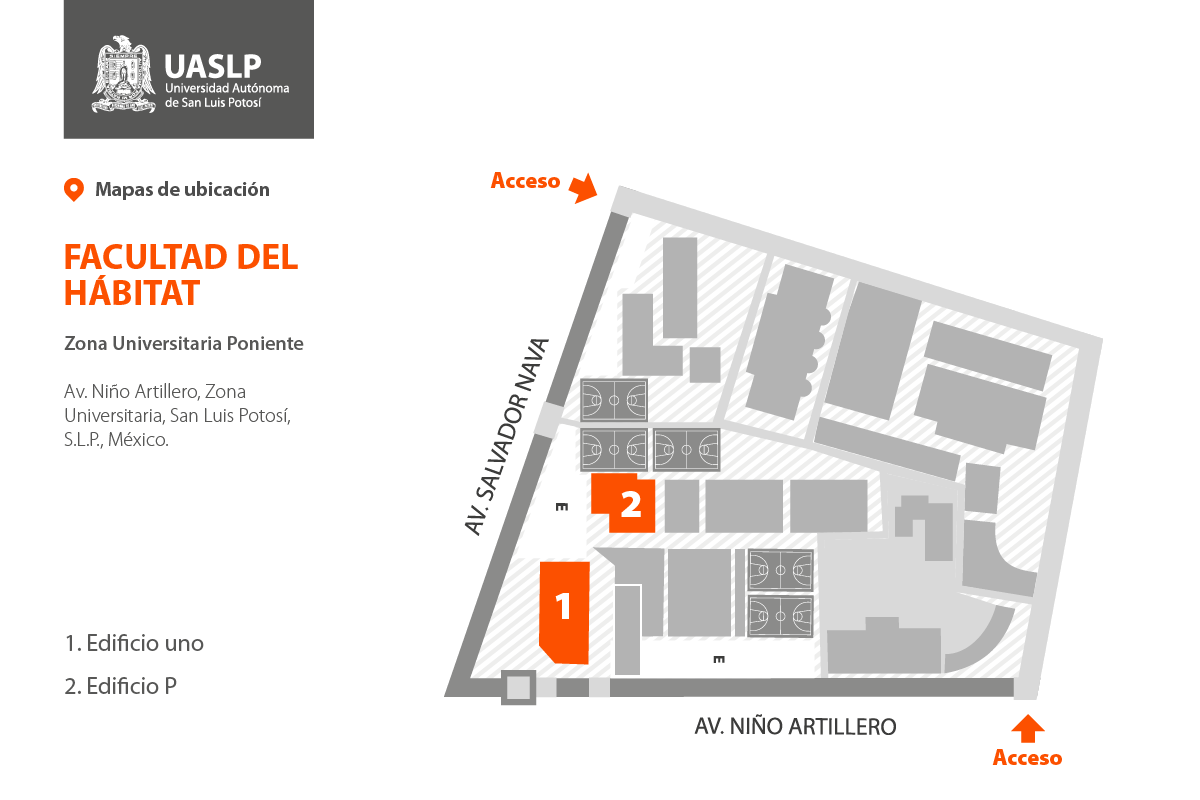 UASLP
Universidad Autónoma
de San Luis Potosí
Mapas de ubicación
FACULTAD DEL
HÁBITAT
Zona Universitaria Poniente
Av. Niño Artillero, Zona
Universitaria, San Luis Potosí,
S.L.P., México.
1. Edificio uno
2. Edificio P
Acceso
AV. SALVADOR NAVA
2
E
1
E
AV. NIÑO ARTILLERO
Acceso